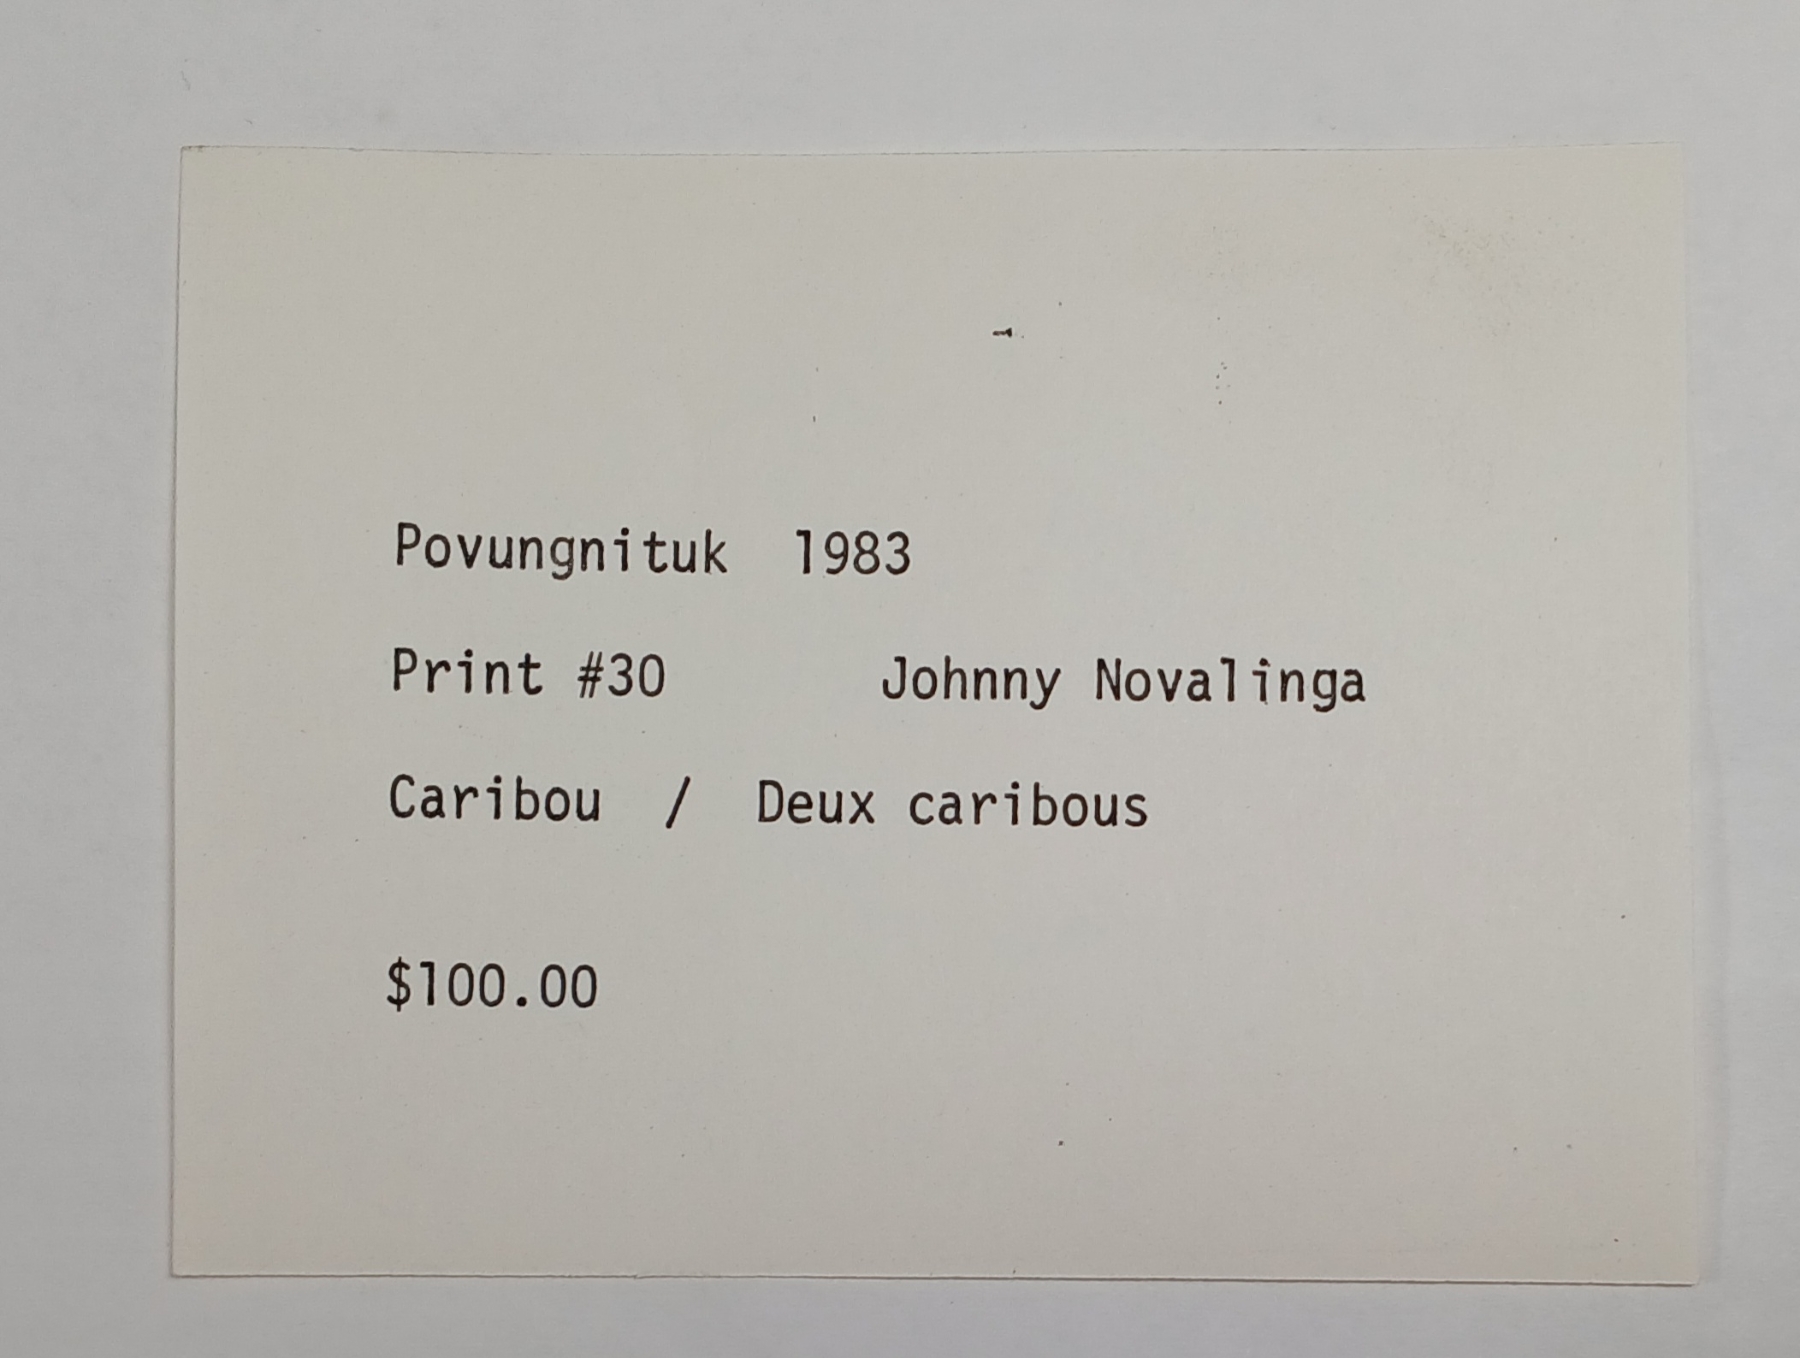 Povungnituk 1983
Print #30 Johnny Novalinga
Caribou / Deux caribous
$100.00